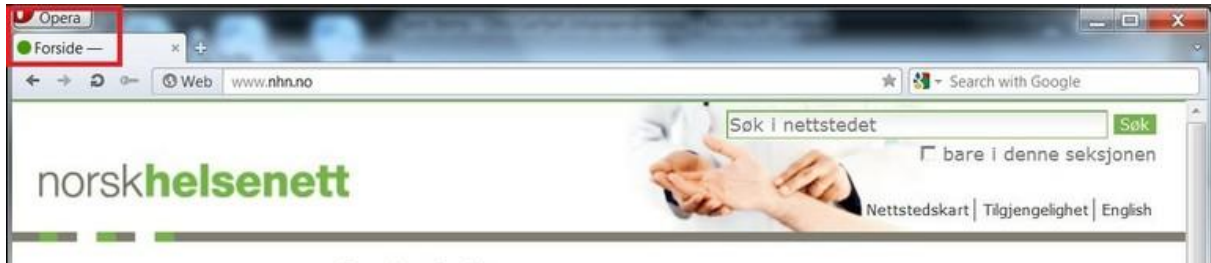 Opera
Forside —
Web www.nhn.no Search with Google
Søk i nettstedet Søk
bare i denne seksjonen
norskhelsenett
Nettstedskart Tilgjengelighet English